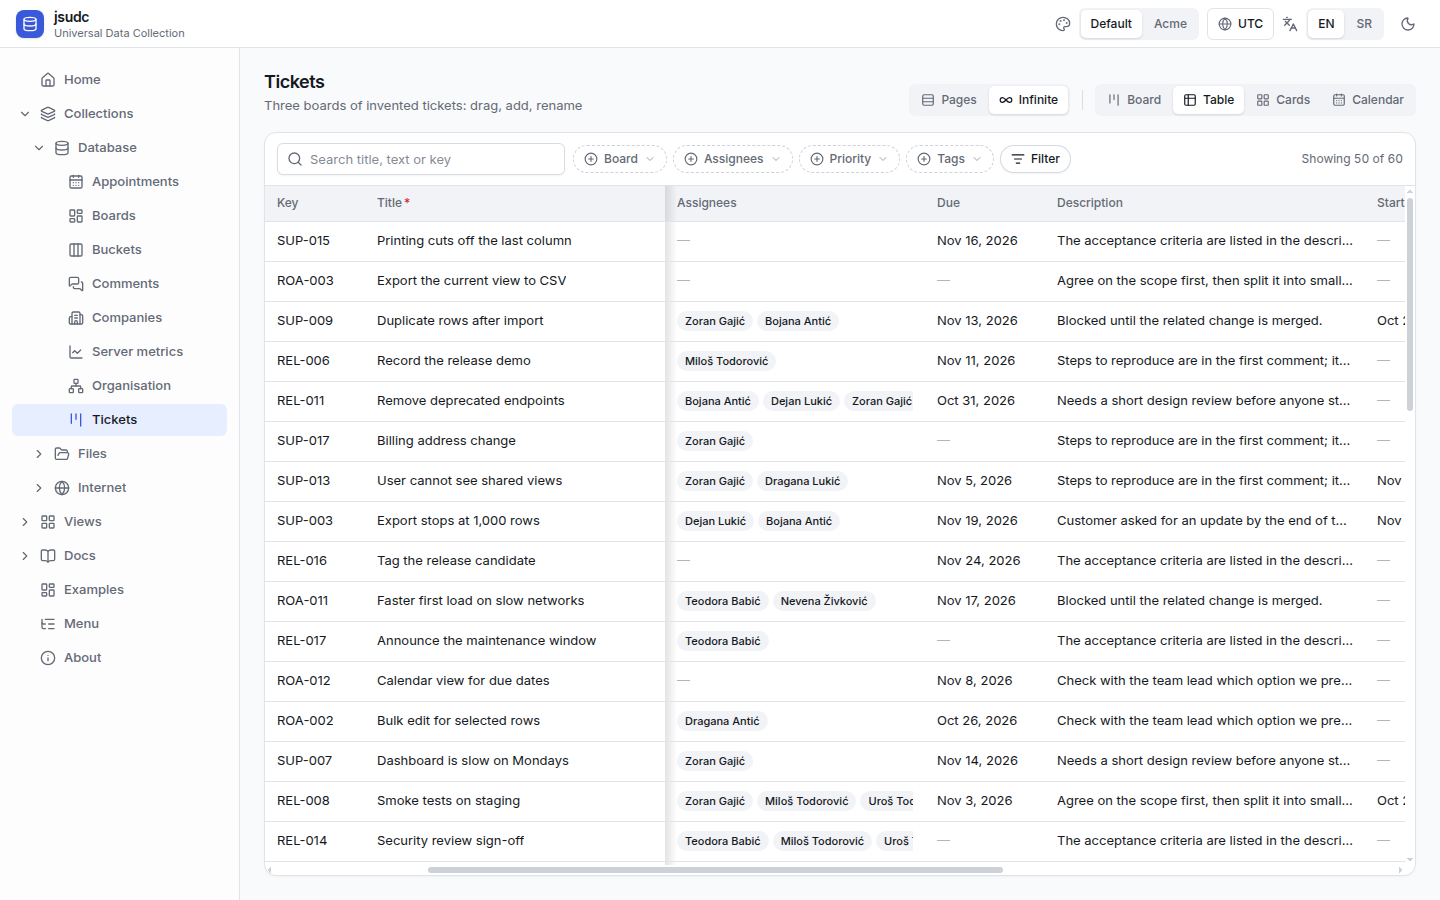 jsudc
Universal Data Collection
Default
Acme
UTC
EN
SR
Home
Collections
Database
Appointments
Boards
Buckets
Comments
Companies
Server metrics
Organisation
Tickets
Files
Internet
Views
Docs
Examples
Menu
About
Tickets
Three boards of invented tickets: drag, add, rename
Pages
Infinite
Board
Table
Cards
Calendar
Search title, text or key
Board
Assignees
Priority
Tags
Filter
Showing 50 of 60
Key Title * Assignees Due Description Start
SUP-015 Printing cuts off the last column — Nov 16, 2026 The acceptance criteria are listed in the descri... —
ROA-003 Export the current view to CSV — — Agree on the scope first, then split it into small... —
SUP-009 Duplicate rows after import Zoran Gajić Bojana Antić Nov 13, 2026 Blocked until the related change is merged. Oct
REL-006 Record the release demo Miloš Todorović Nov 11, 2026 Steps to reproduce are in the first comment; it... —
REL-011 Remove deprecated endpoints Bojana Antić Dejan Lukić Zoran Gajić Oct 31, 2026 Needs a short design review before anyone st... —
SUP-017 Billing address change Zoran Gajić — Steps to reproduce are in the first comment; it... —
SUP-013 User cannot see shared views Zoran Gajić Dragana Lukić Nov 5, 2026 Steps to reproduce are in the first comment; it... Nov
SUP-003 Export stops at 1,000 rows Dejan Lukić Bojana Antić Nov 19, 2026 Customer asked for an update by the end of t... Nov
REL-016 Tag the release candidate — Nov 24, 2026 The acceptance criteria are listed in the descri... —
ROA-011 Faster first load on slow networks Teodora Babić Nevena Živković Nov 17, 2026 Blocked until the related change is merged. —
REL-017 Announce the maintenance window Teodora Babić — The acceptance criteria are listed in the descri... —
ROA-012 Calendar view for due dates — Nov 8, 2026 Check with the team lead which option we pre... —
ROA-002 Bulk edit for selected rows Dragana Antić Oct 26, 2026 Check with the team lead which option we pre... —
SUP-007 Dashboard is slow on Mondays Zoran Gajić Nov 14, 2026 Needs a short design review before anyone st... —
REL-008 Smoke tests on staging Zoran Gajić Miloš Todorović Uroš Nov 3, 2026 Agree on the scope first, then split it into small... Oct
REL-014 Security review sign-off Teodora Babić Miloš Todorović Uroš — The acceptance criteria are listed in the descri... —